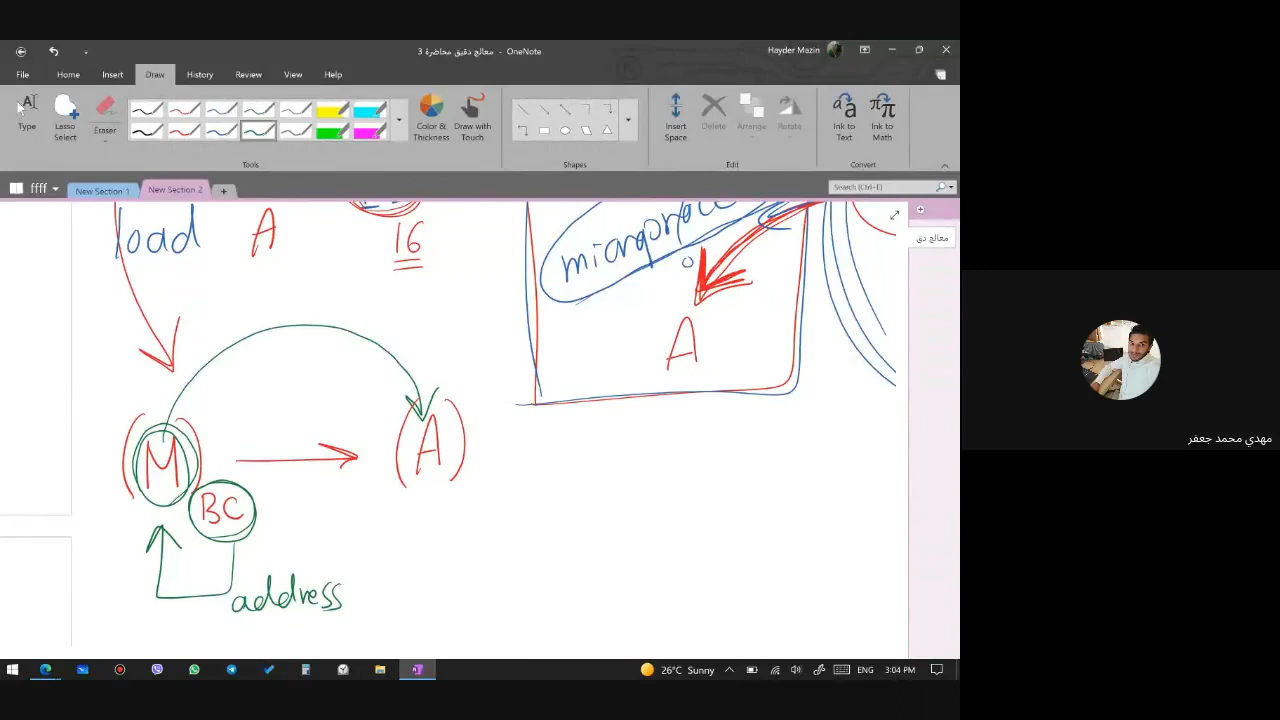 معالج دقيق محاضرة 3 - OneNote
Hayder Mazin
File Home Insert Draw History Review View Help
Type
Lasso Select
Eraser
Color & Thickness
Draw with Touch
Insert Space
Delete
Arrange
Rotate
Ink to Text
Ink to Math
Tools
Shapes
Edit
Convert
ffff
New Section 1
New Section 2
Search (Ctrl+E)
معالج دق
load A 16
A
(M) BC → (A)
address
مهدي محمد جعفر
26°C Sunny
ENG
3:04 PM